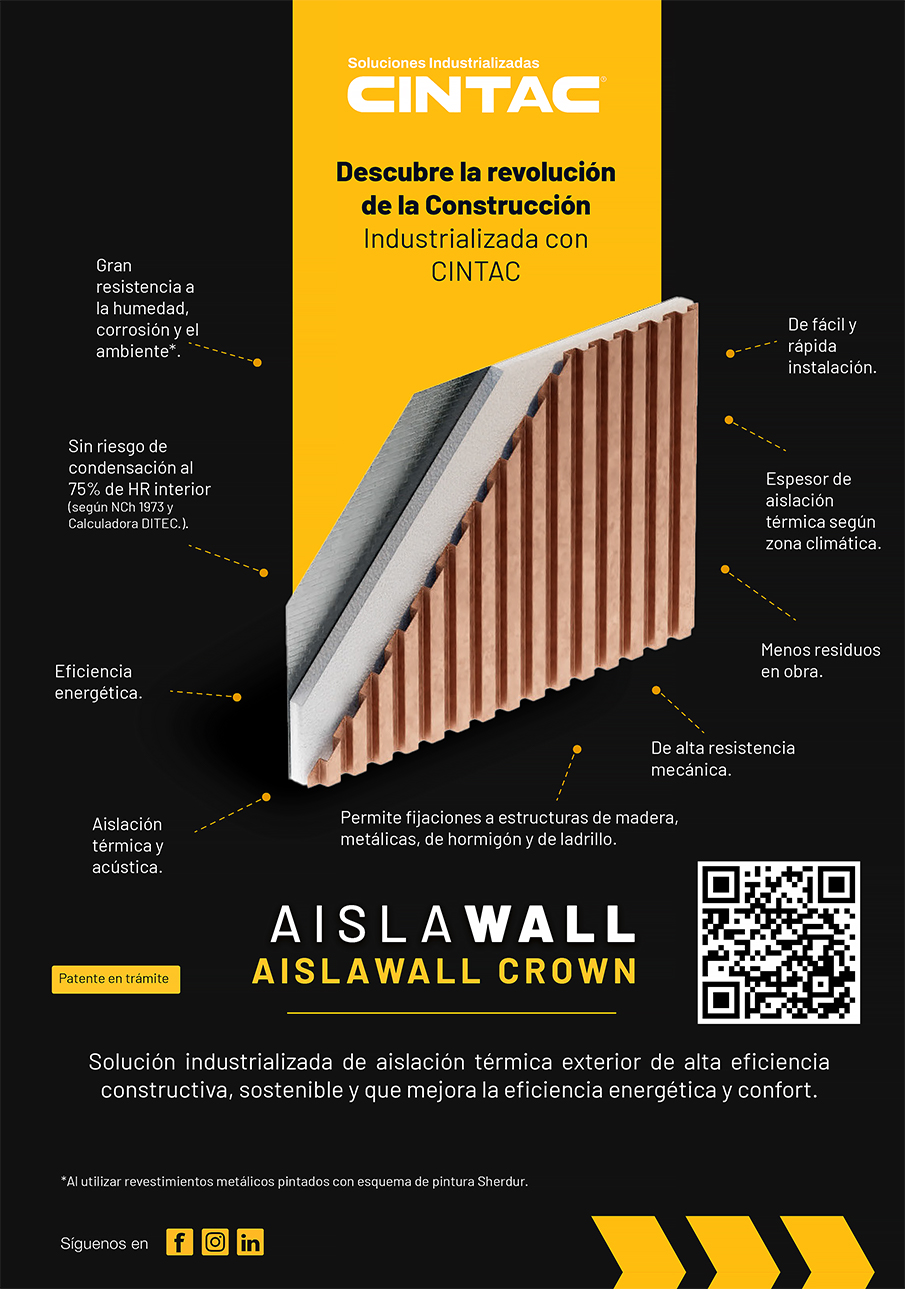 Soluciones Industrializadas
CINTAC®
Descubre la revolución
de la Construcción
Industrializada con
CINTAC
Gran
resistencia a
la humedad,
corrosión y el
ambiente*.
De fácil y
rápida
instalación.
Sin riesgo de
condensación al
75% de HR interior
(según NCh 1973 y
Calculadora DITEC.).
Espesor de
aislación
térmica según
zona climática.
Eficiencia
energética.
Menos residuos
en obra.
De alta resistencia
mecánica.
Aislación
térmica y
acústica.
Permite fijaciones a estructuras de madera,
metálicas, de hormigón y de ladrillo.
AISLAWALL
AISLAWALL CROWN
Patente en trámite
Solución industrializada de aislación térmica exterior de alta eficiencia
constructiva, sostenible y que mejora la eficiencia energética y confort.
*Al utilizar revestimientos metálicos pintados con esquema de pintura Sherdur.
Síguenos en